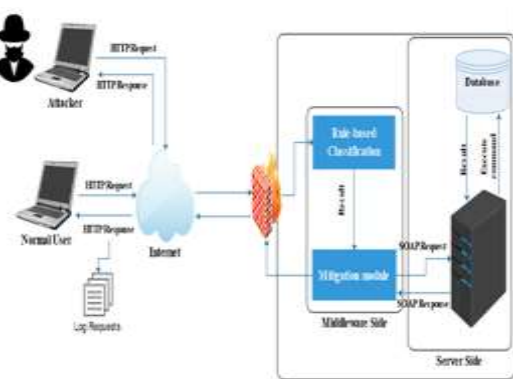 HTTP Request
HTTP Response
Attacker
HTTP Request
Normal User
HTTP Response
Internet
Log Requests
Rule-based
Classification
Result
Mitigation module
Middleware Side
SOAP Request
SOAP Response
Database
Result
Execute
command
Server Side